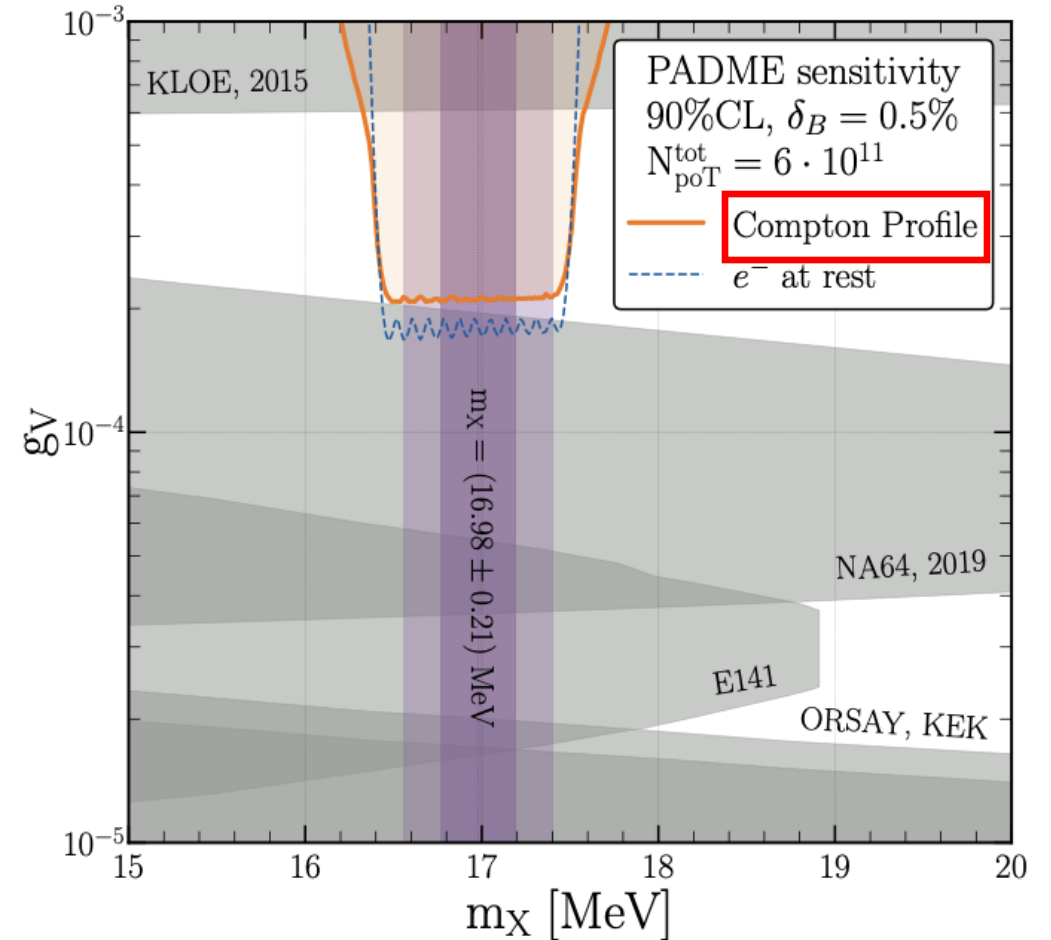 10⁻³
KLOE, 2015
PADME sensitivity
90%CL, δ_B = 0.5%
N^tot_poT = 6 · 10¹¹
Compton Profile
e⁻ at rest
g_V
10⁻⁴
m_X = (16.98 ± 0.21) MeV
NA64, 2019
E141
ORSAY, KEK
10⁻⁵
15 16 17 18 19 20
m_X [MeV]